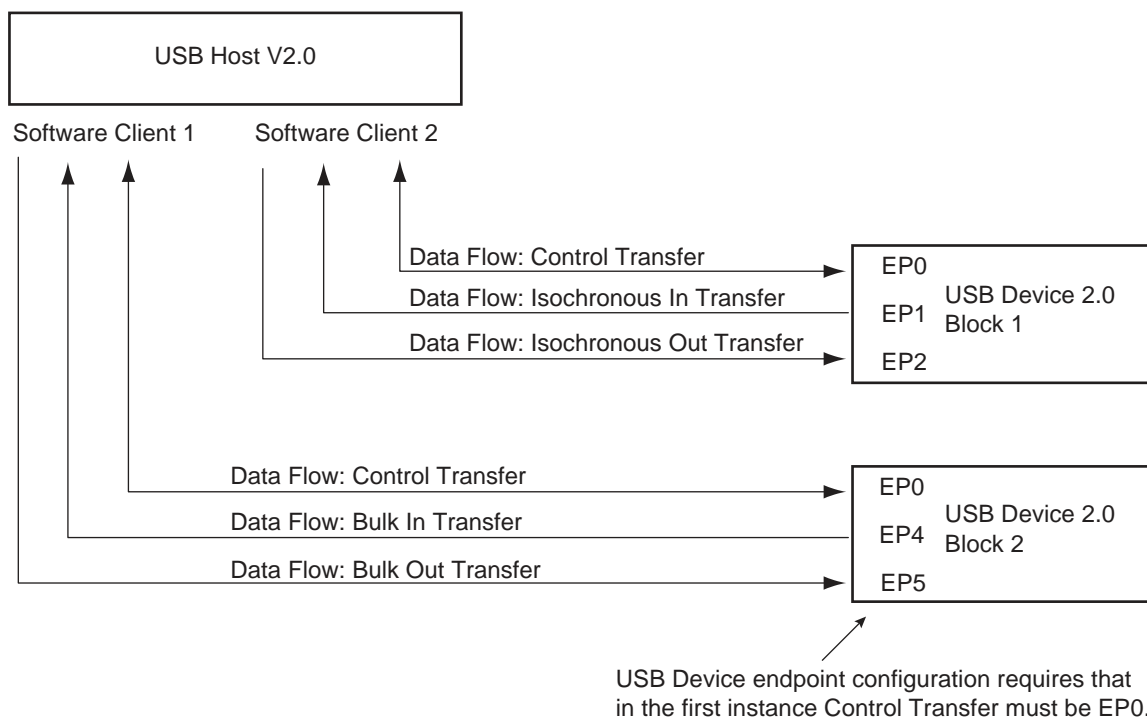 USB Host V2.0
Software Client 1
Software Client 2
Data Flow: Control Transfer
Data Flow: Isochronous In Transfer
Data Flow: Isochronous Out Transfer
EP0
EP1
EP2
USB Device 2.0
Block 1
Data Flow: Control Transfer
Data Flow: Bulk In Transfer
Data Flow: Bulk Out Transfer
EP0
EP4
EP5
USB Device 2.0
Block 2
USB Device endpoint configuration requires that
in the first instance Control Transfer must be EP0.